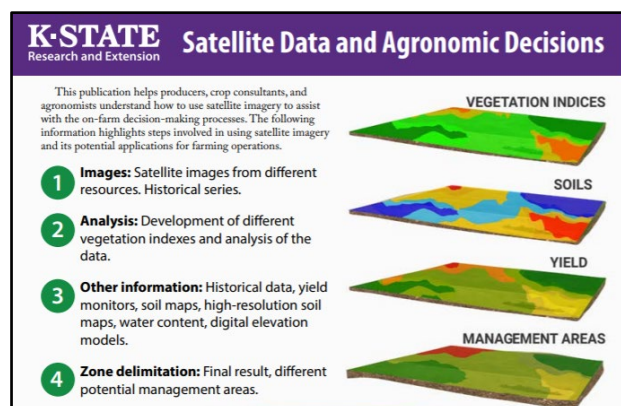 K-STATE
Research and Extension
Satellite Data and Agronomic Decisions
This publication helps producers, crop consultants, and
agronomists understand how to use satellite imagery to assist
with the on-farm decision-making processes. The following
information highlights steps involved in using satellite imagery
and its potential applications for farming operations.
1
Images: Satellite images from different
resources. Historical series.
2
Analysis: Development of different
vegetation indexes and analysis of the
data.
3
Other information: Historical data, yield
monitors, soil maps, high-resolution soil
maps, water content, digital elevation
models.
4
Zone delimitation: Final result, different
potential management areas.
VEGETATION INDICES
SOILS
YIELD
MANAGEMENT AREAS